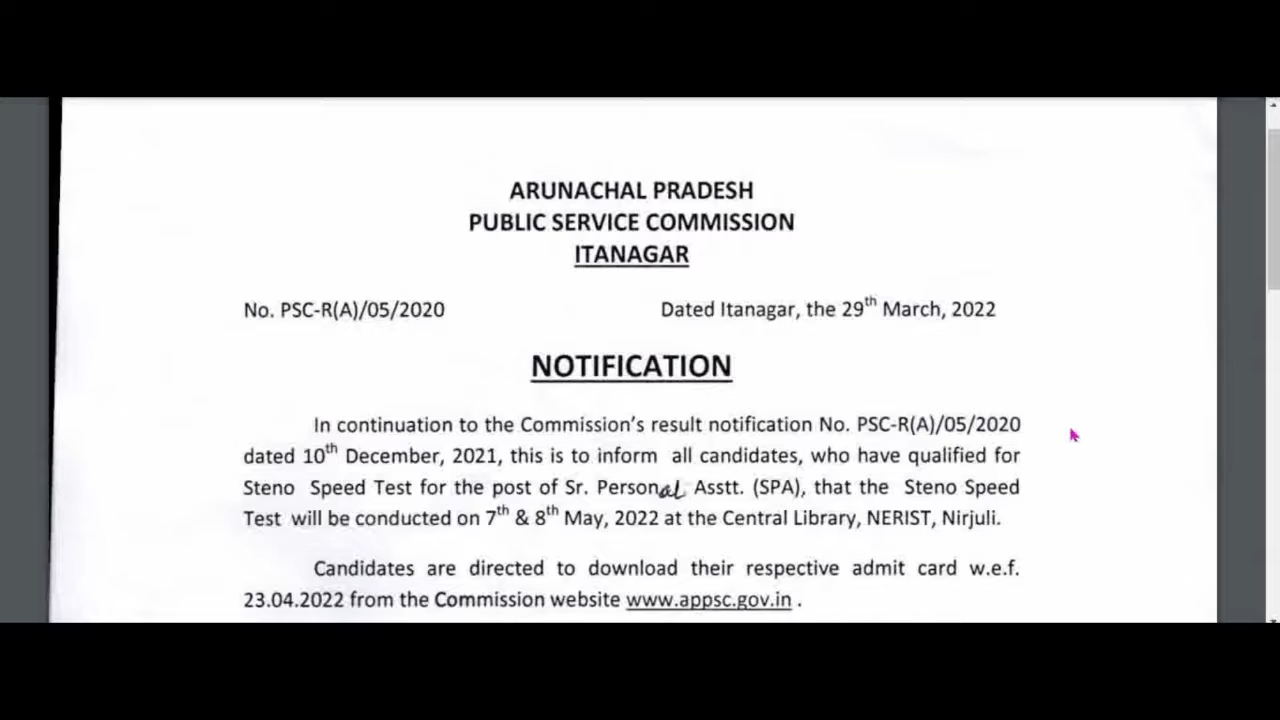 ARUNACHAL PRADESH
PUBLIC SERVICE COMMISSION
ITANAGAR
No. PSC-R(A)/05/2020 Dated Itanagar, the 29th March, 2022
NOTIFICATION
In continuation to the Commission's result notification No. PSC-R(A)/05/2020
dated 10th December, 2021, this is to inform all candidates, who have qualified for
Steno Speed Test for the post of Sr. Personal Asstt. (SPA), that the Steno Speed
Test will be conducted on 7th & 8th May, 2022 at the Central Library, NERIST, Nirjuli.
Candidates are directed to download their respective admit card w.e.f.
23.04.2022 from the Commission website www.appsc.gov.in .